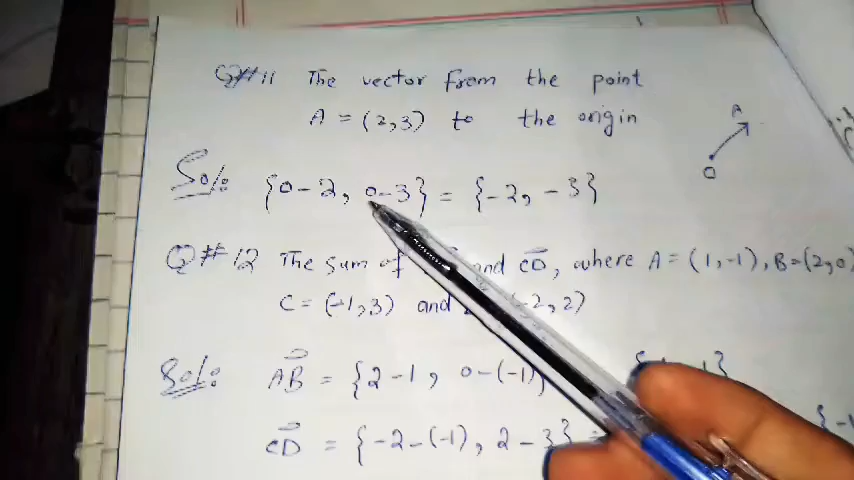 Q#11 The vector from the point
A = (2,3) to the origin
A
O
Sol: {0-2, 0-3} = {-2, -3}
Q#12 The sum of and CD, where A = (1,-1), B=(2,0)
C = (-1,3) and -2, 2)
Sol: AB = {2-1, 0-(-1)
CD = {-2-(-1), 2-3} =